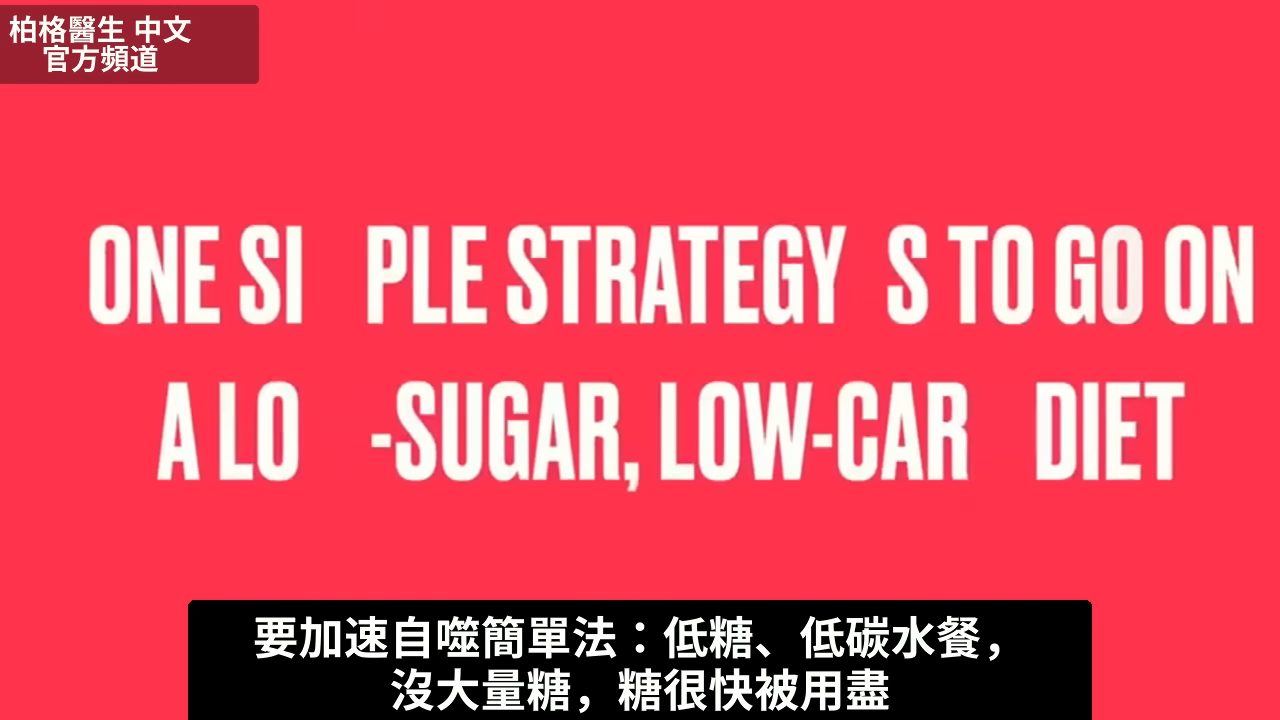 柏格醫生 中文
官方頻道
ONE SI PLE STRATEGY S TO GO ON
A LO -SUGAR, LOW-CAR DIET
要加速自噬簡單法：低糖、低碳水餐，
沒大量糖，糖很快被用盡